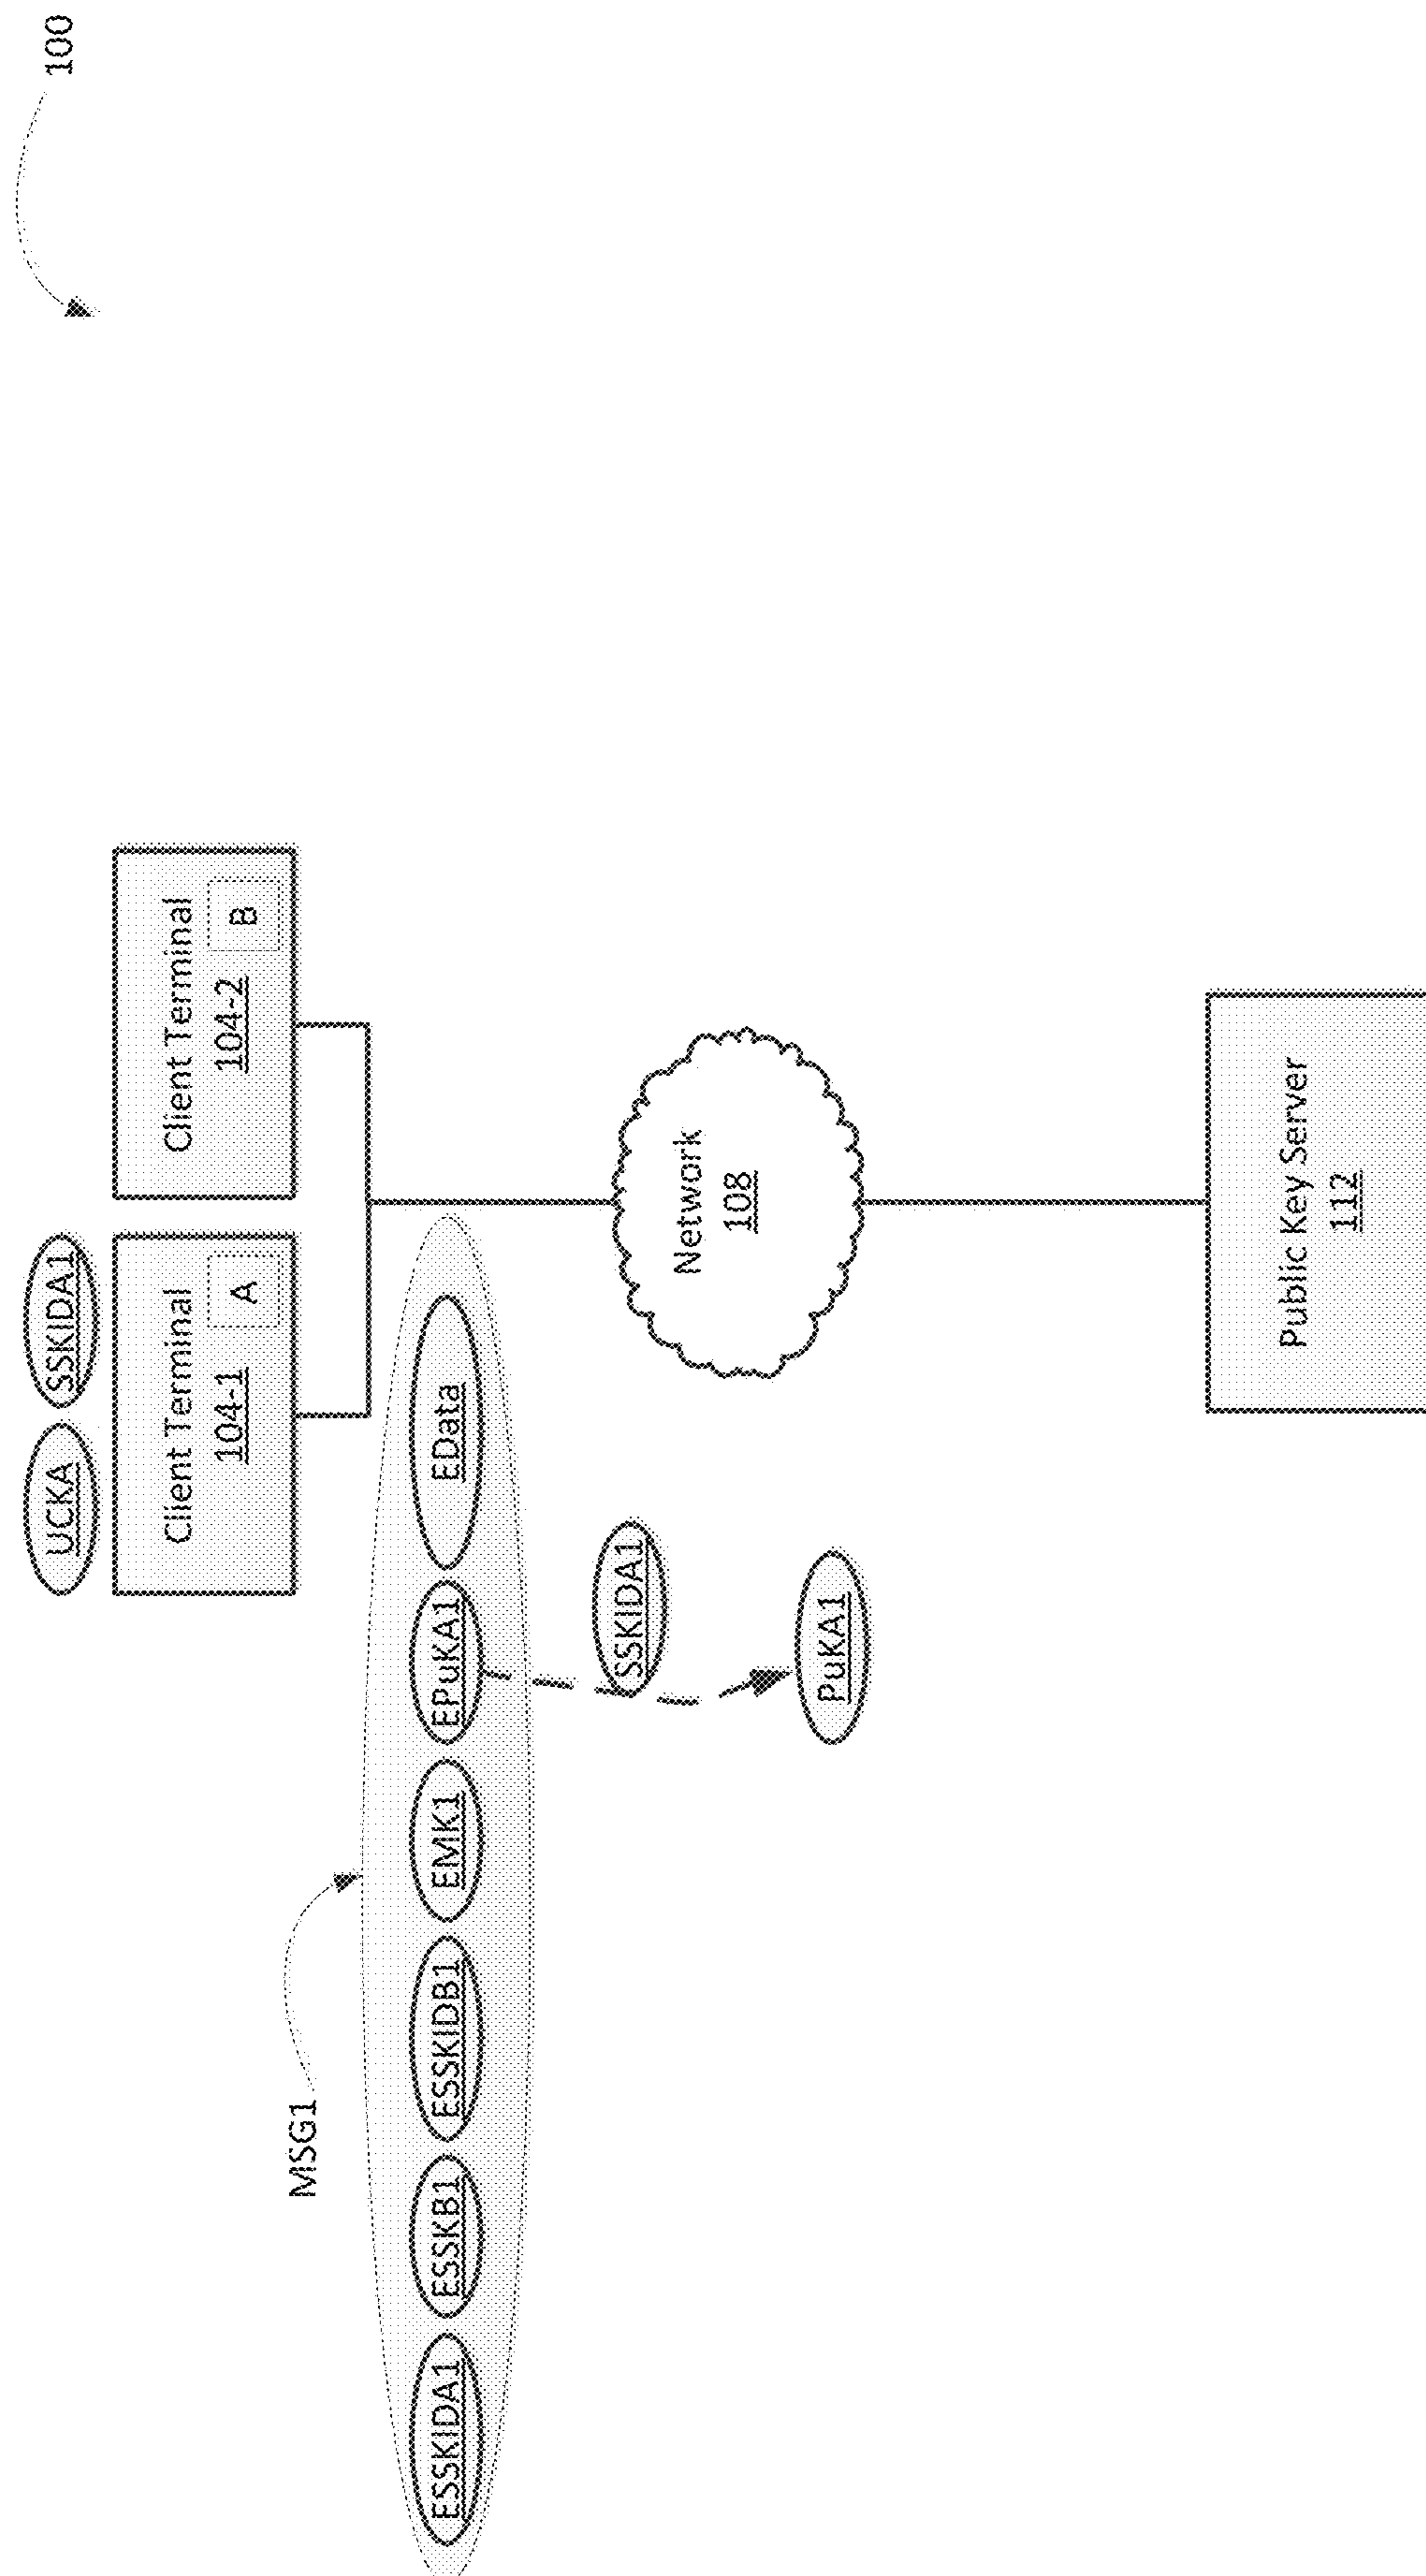 100
UCKA
SSKIDA1
Client Terminal
104-1
A
Client Terminal
104-2
B
MSG1
ESSKIDA1
ESSKB1
ESSKIDB1
EMK1
EPuKA1
EData
SSKIDA1
PuKA1
Network
108
Public Key Server
112